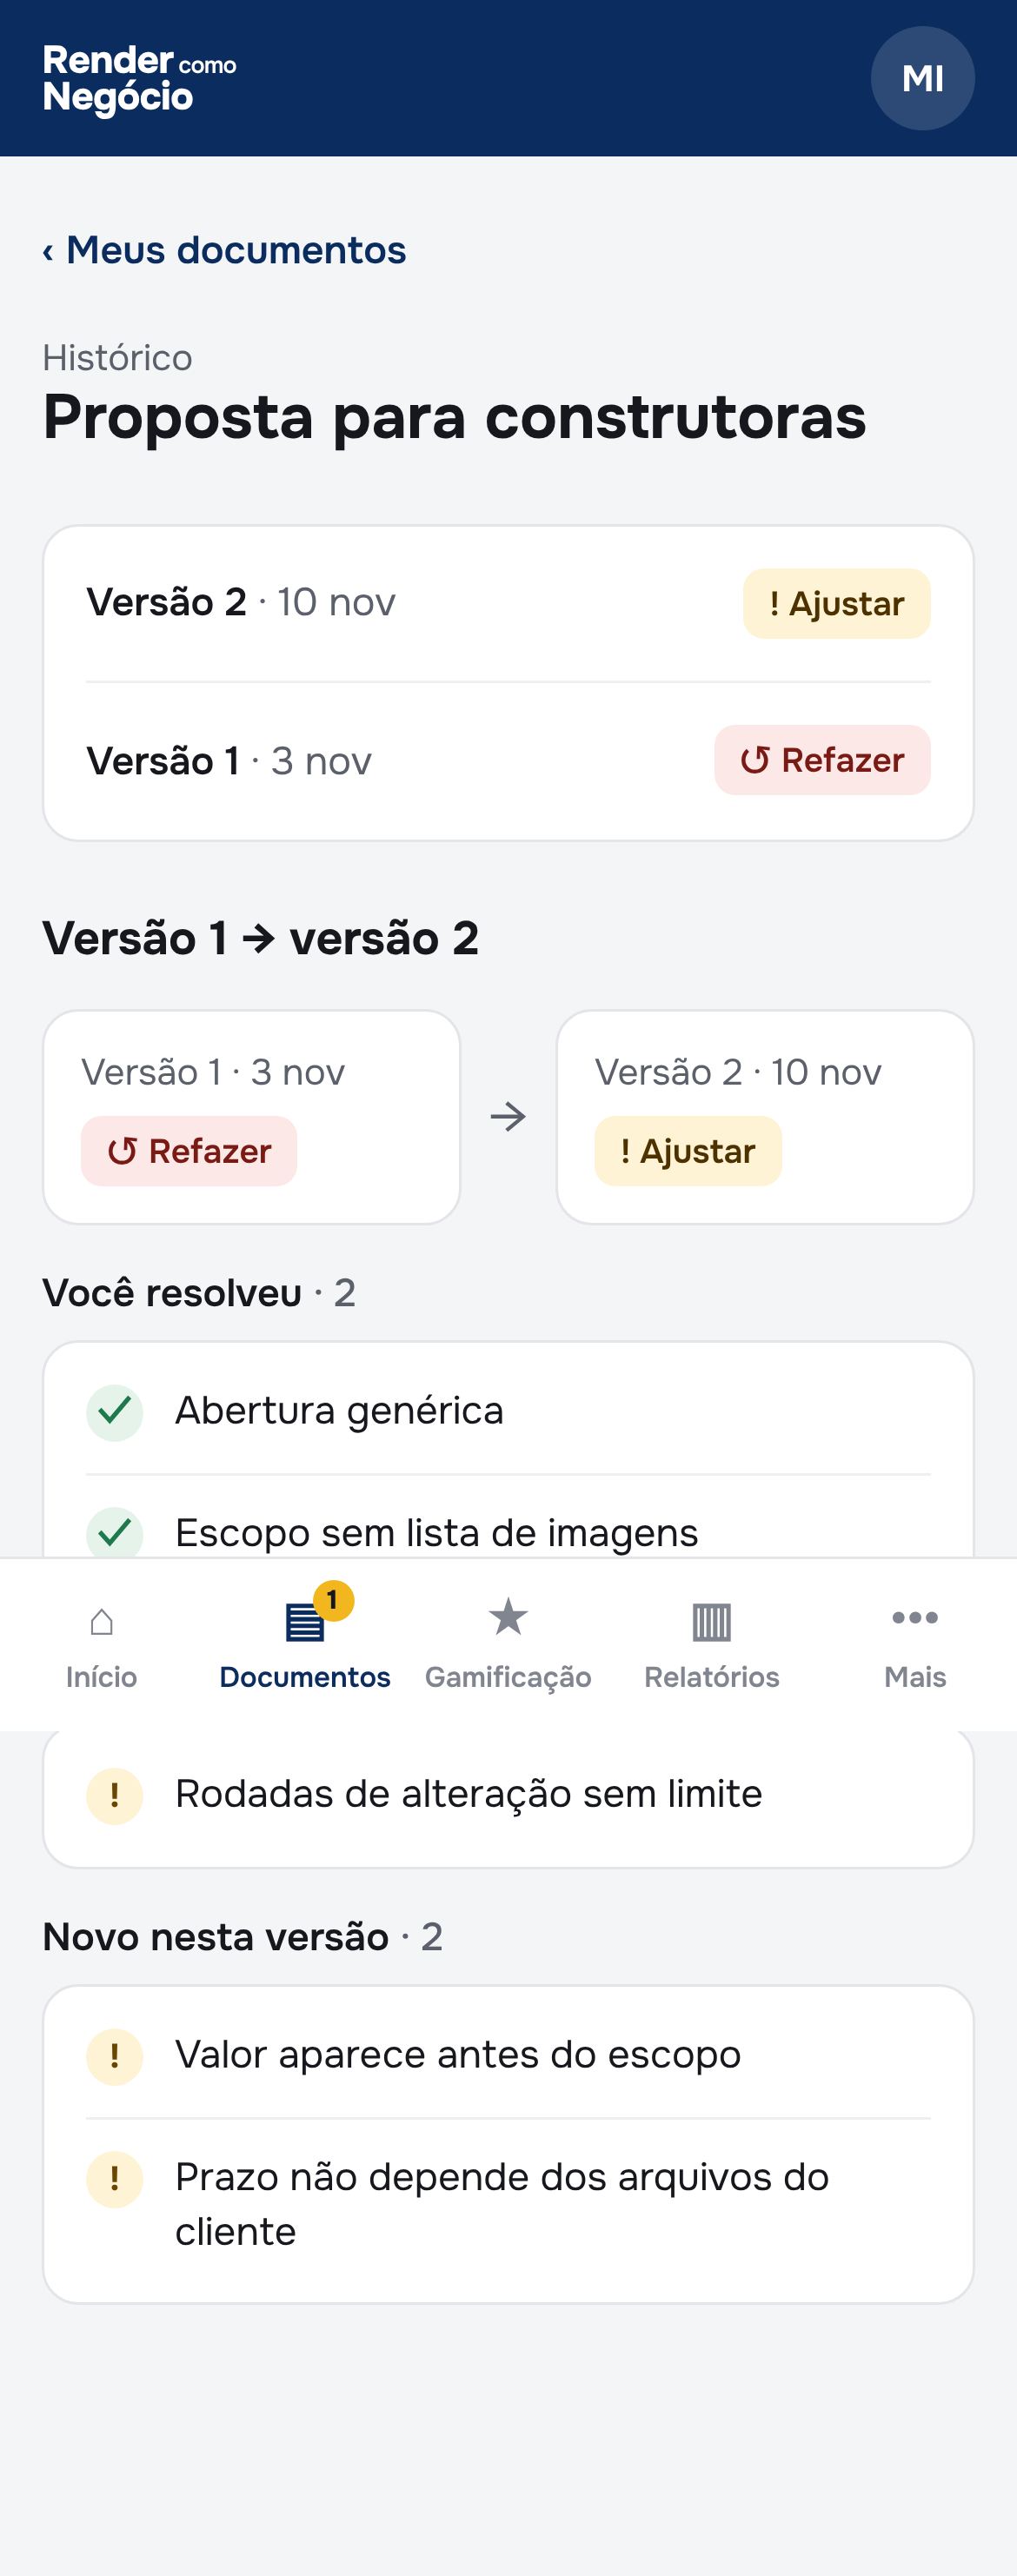 Render como
Negócio
MI
‹ Meus documentos
Histórico
Proposta para construtoras
Versão 2 · 10 nov
! Ajustar
Versão 1 · 3 nov
↺ Refazer
Versão 1 → versão 2
Versão 1 · 3 nov
↺ Refazer
→
Versão 2 · 10 nov
! Ajustar
Você resolveu · 2
Abertura genérica
Escopo sem lista de imagens
1
Início
Documentos
Gamificação
Relatórios
Mais
! Rodadas de alteração sem limite
Novo nesta versão · 2
! Valor aparece antes do escopo
! Prazo não depende dos arquivos do
cliente